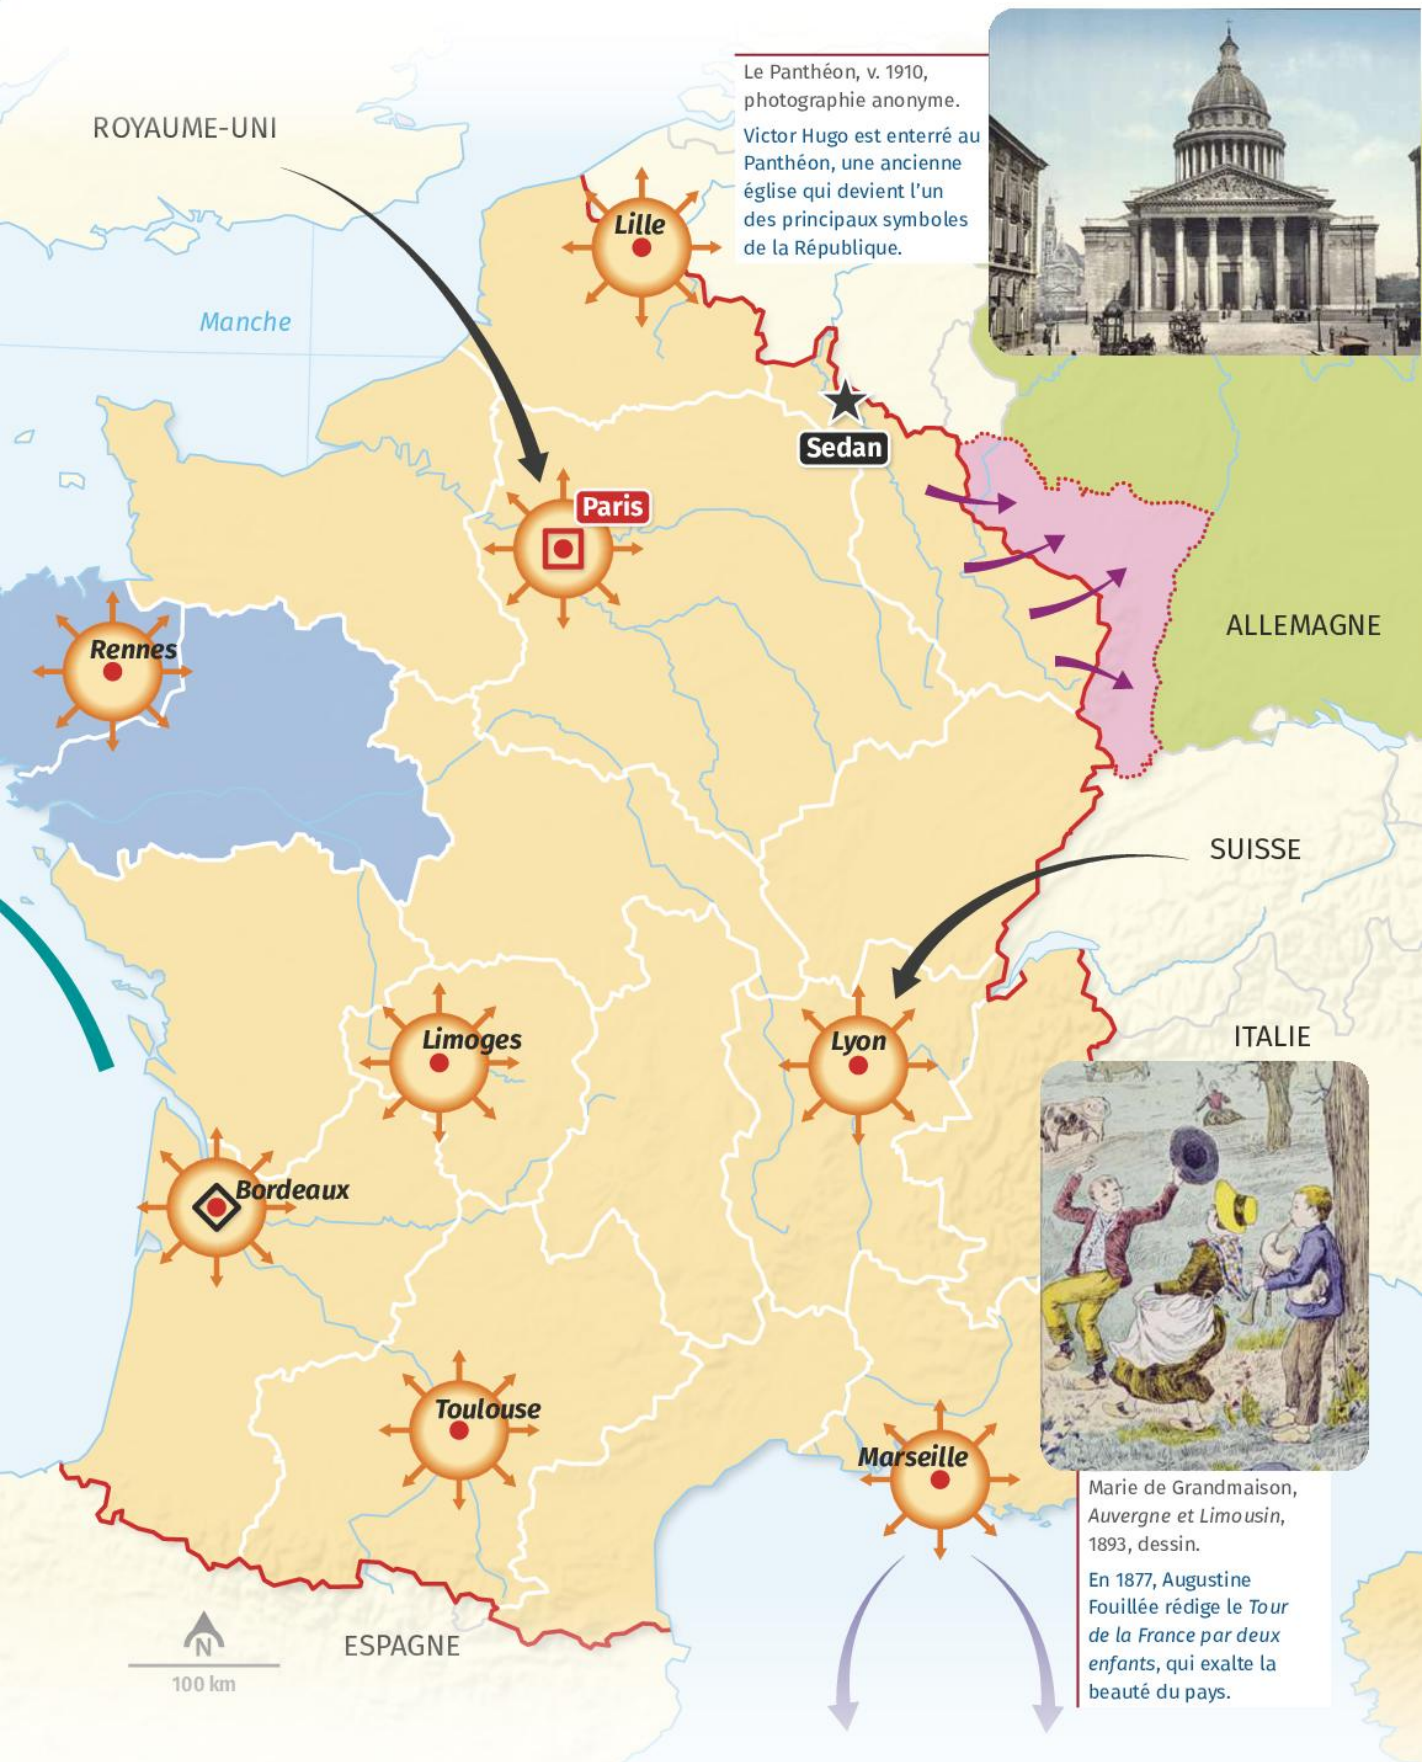 Le Panthéon, v. 1910,
photographie anonyme.
Victor Hugo est enterré au
Panthéon, une ancienne
église qui devient l’un
des principaux symboles
de la République.
ROYAUME-UNI
Lille
Manche
Sedan
Paris
ALLEMAGNE
Rennes
SUISSE
Limoges
Lyon
ITALIE
Bordeaux
Toulouse
Marseille
Marie de Grandmaison,
Auvergne et Limousin,
1893, dessin.
En 1877, Augustine
Fouillée rédige le Tour
de la France par deux
enfants, qui exalte la
beauté du pays.
N
ESPAGNE
100 km